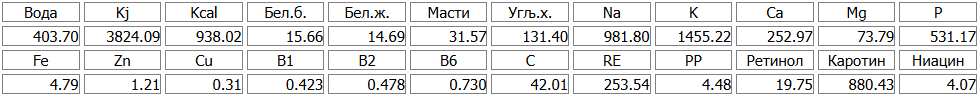 Вода Kj Kcal Бел.б. Бел.ж. Масти Угљ.х. Na K Ca Mg P
403.70 3824.09 938.02 15.66 14.69 31.57 131.40 981.80 1455.22 252.97 73.79 531.17
Fe Zn Cu B1 B2 B6 C RE PP Ретинол Каротин Ниацин
4.79 1.21 0.31 0.423 0.478 0.730 42.01 253.54 4.48 19.75 880.43 4.07